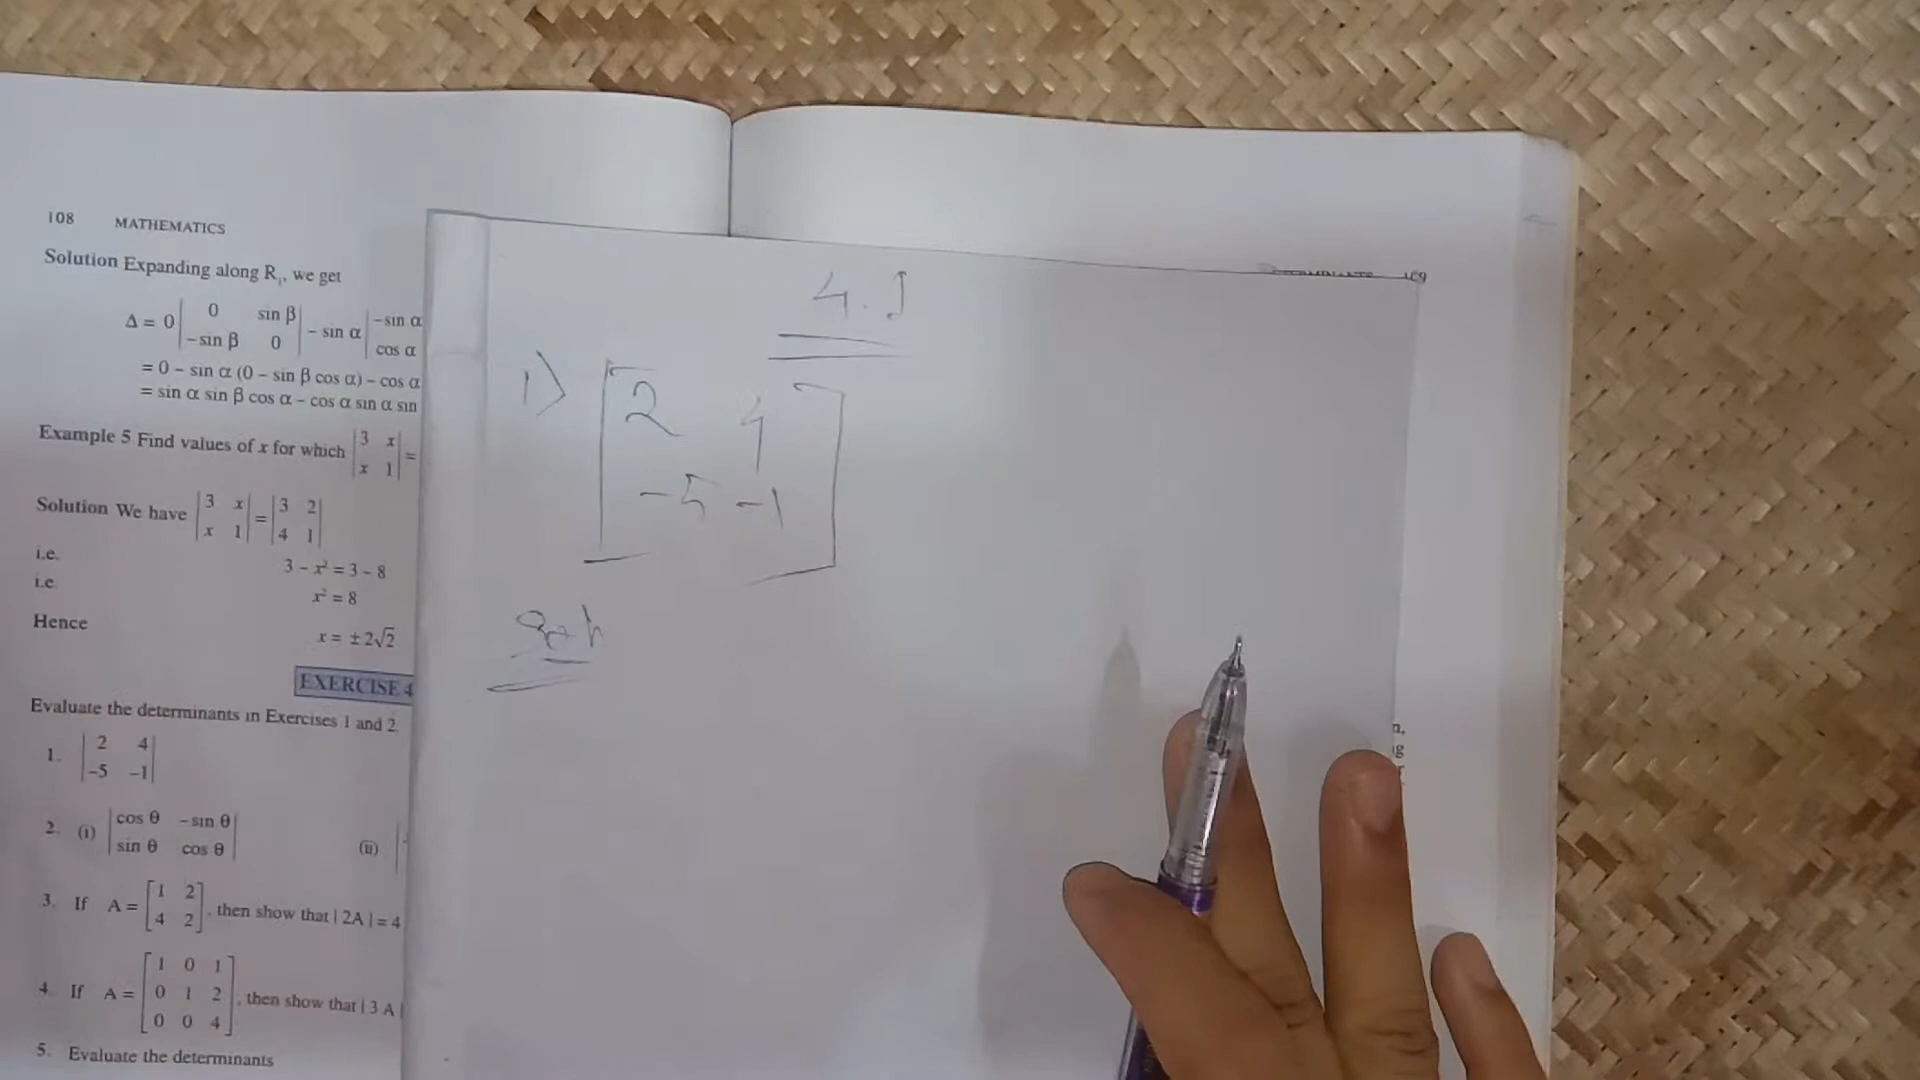 108 MATHEMATICS
Solution Expanding along R₁, we get
Δ = 0 | 0 sin β | − sin α | −sin α
−sin β 0 | cos α
= 0 − sin α (0 − sin β cos α) − cos α
= sin α sin β cos α − cos α sin α sin
Example 5 Find values of x for which | 3 x | =
| x 1 |
Solution We have | 3 x | = | 3 2 |
| x 1 | | 4 1 |
i.e. 3 − x² = 3 − 8
i.e. x² = 8
Hence x = ± 2√2
EXERCISE 4
Evaluate the determinants in Exercises 1 and 2.
1. | 2 4 |
| −5 −1 |
2. (i) | cos θ −sin θ | (ii) |
| sin θ cos θ |
3. If A = [ 1 2 ], then show that | 2A | = 4
[ 4 2 ]
4. If A = [ 1 0 1 ]
[ 0 1 2 ], then show that | 3 A |
[ 0 0 4 ]
5. Evaluate the determinants
4.1
1) [ 2 4 ]
[ −5 −1 ]